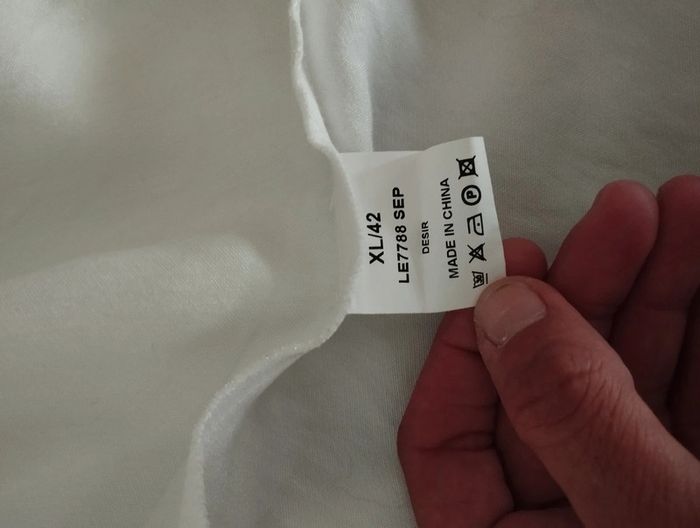 XL/42
LE7788 SEP
DESIR
MADE IN CHINA